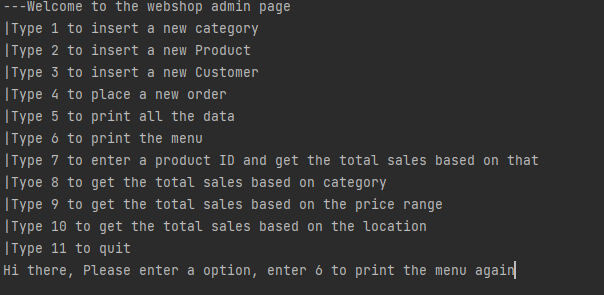 ---Welcome to the webshop admin page
|Type 1 to insert a new category
|Type 2 to insert a new Product
|Type 3 to insert a new Customer
|Type 4 to place a new order
|Type 5 to print all the data
|Type 6 to print the menu
|Type 7 to enter a product ID and get the total sales based on that
|Tyoe 8 to get the total sales based on category
|Type 9 to get the total sales based on the price range
|Type 10 to get the total sales based on the location
|Type 11 to quit
Hi there, Please enter a option, enter 6 to print the menu again